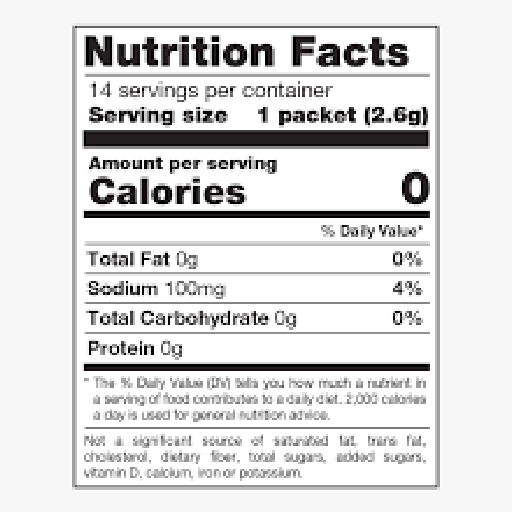 Nutrition Facts
14 servings per container
Serving size 1 packet (2.6g)
Amount per serving
Calories 0
% Daily Value*
Total Fat 0g 0%
Sodium 100mg 4%
Total Carbohydrate 0g 0%
Protein 0g
* The % Daily Value (DV) tells you how much a nutrient in
a serving of food contributes to a daily diet. 2,000 calories
a day is used for general nutrition advice.
Not a significant source of saturated fat, trans fat,
cholesterol, dietary fiber, total sugars, added sugars,
vitamin D, calcium, iron or potassium.